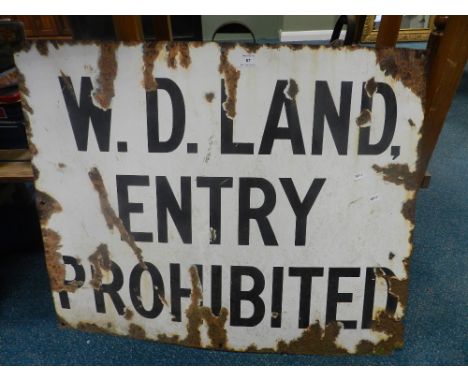 W. D. LAND,
ENTRY
PROHIBITED